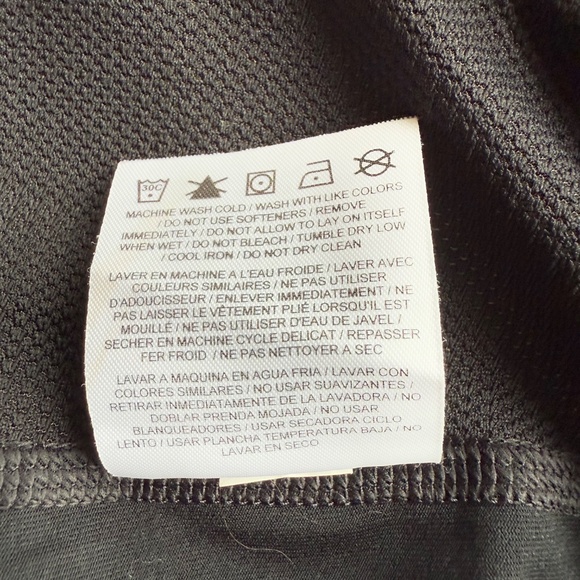 30C
MACHINE WASH COLD / WASH WITH LIKE COLORS
/ DO NOT USE SOFTENERS / REMOVE
IMMEDIATELY / DO NOT ALLOW TO LAY ON ITSELF
WHEN WET / DO NOT BLEACH / TUMBLE DRY LOW
/ COOL IRON / DO NOT DRY CLEAN
LAVER EN MACHINE A L'EAU FROIDE / LAVER AVEC
COULEURS SIMILAIRES / NE PAS UTILISER
D'ADOUCISSEUR / ENLEVER IMMÉDIATEMENT / NE
PAS LAISSER LE VÊTEMENT PLIÉ LORSQU'IL EST
MOUILLÉ / NE PAS UTILISER D'EAU DE JAVEL /
SECHER EN MACHINE CYCLE DELICAT / REPASSER
FER FROID / NE PAS NETTOYER A SEC
LAVAR A MAQUINA EN AGUA FRIA / LAVAR CON
COLORES SIMILARES / NO USAR SUAVIZANTES /
RETIRAR INMEDIATAMENTE DE LA LAVADORA / NO
DOBLAR PRENDA MOJADA / NO USAR
BLANQUEADORES / USAR SECADORA CICLO
LENTO / USAR PLANCHA TEMPERATURA BAJA / NO
LAVAR EN SECO